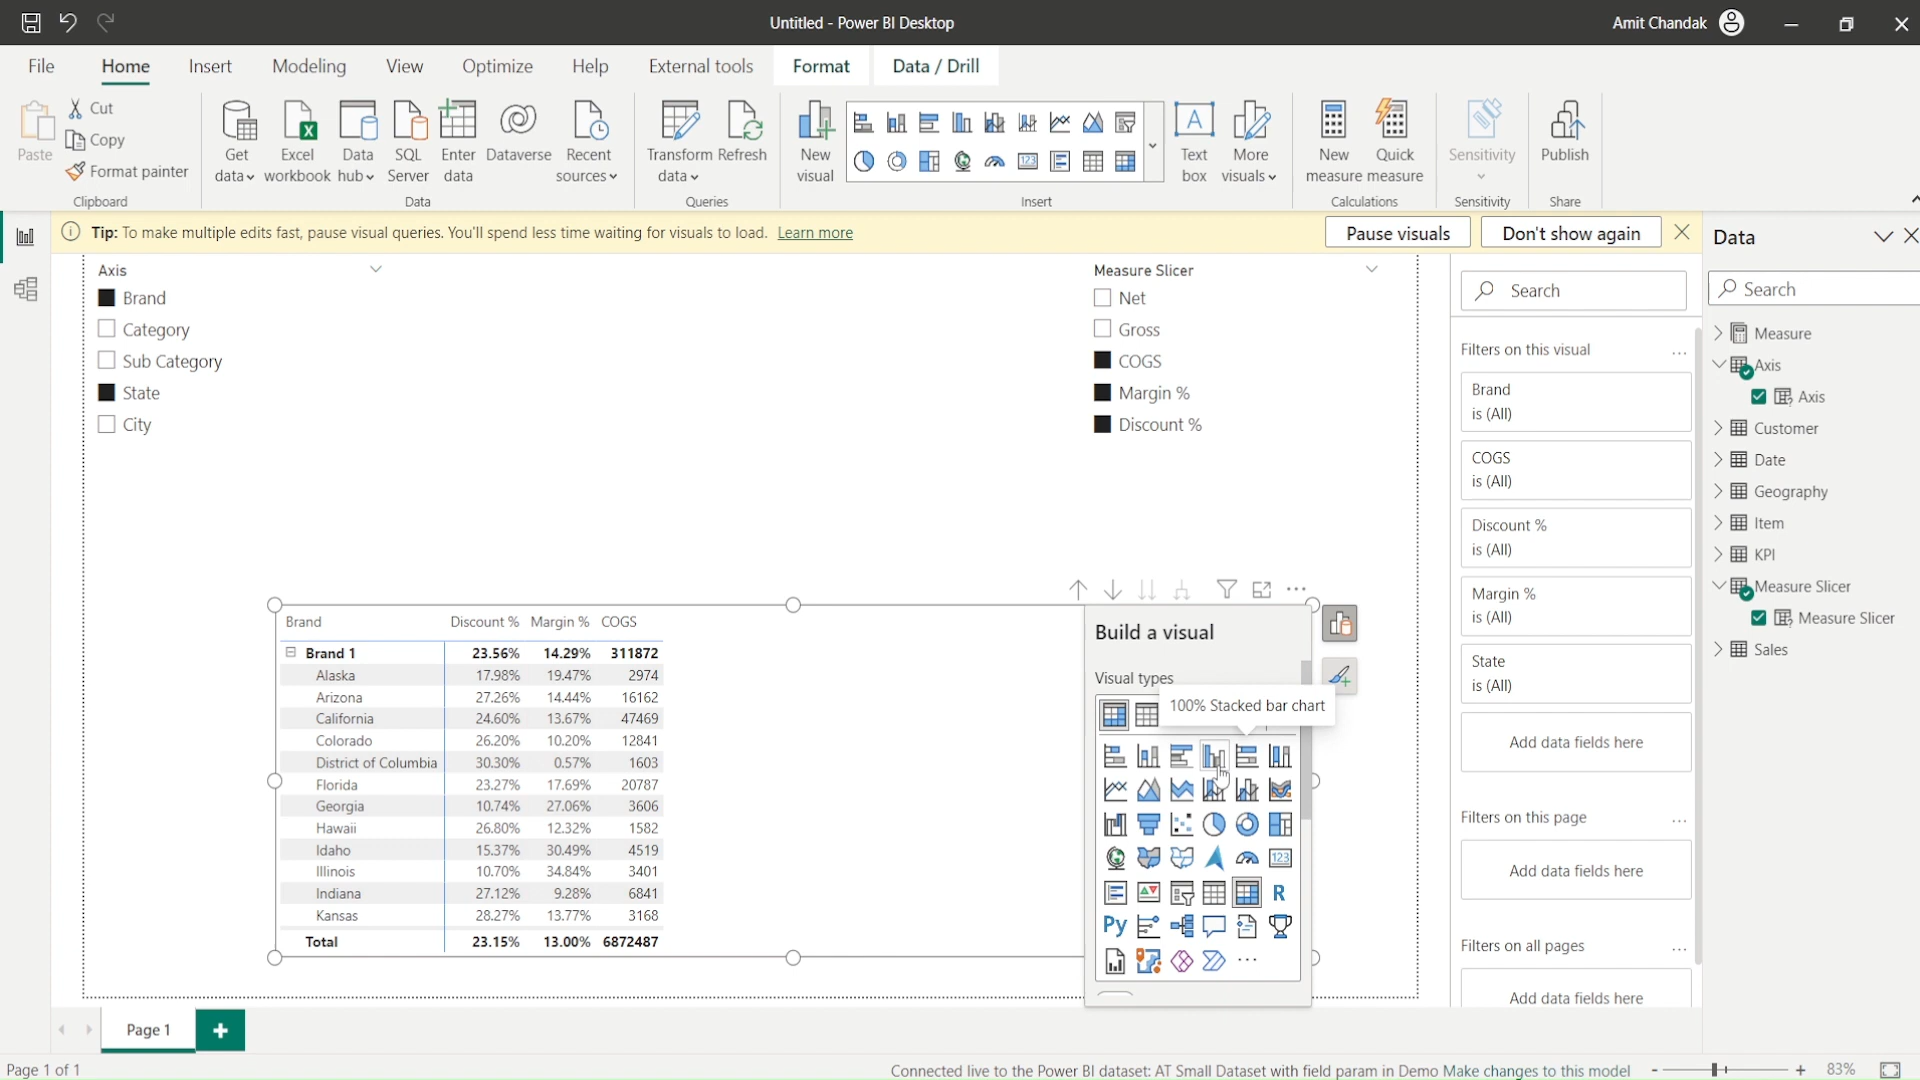 Untitled - Power BI Desktop
Amit Chandak
File Home Insert Modeling View Optimize Help External tools Format Data / Drill
Paste
Cut
Copy
Format painter
Clipboard
Get data
Excel workbook
Data hub
SQL Server
Enter data
Dataverse
Recent sources
Data
Transform data
Refresh
Queries
New visual
Text box
More visuals
Insert
New measure
Quick measure
Calculations
Sensitivity
Sensitivity
Publish
Share
Tip: To make multiple edits fast, pause visual queries. You'll spend less time waiting for visuals to load. Learn more
Pause visuals
Don't show again
Axis
Brand
Category
Sub Category
State
City
Measure Slicer
Net
Gross
COGS
Margin %
Discount %
Brand Discount % Margin % COGS
Brand 1 23.56% 14.29% 311872
Alaska 17.98% 19.47% 2974
Arizona 27.26% 14.44% 16162
California 24.60% 13.67% 47469
Colorado 26.20% 10.20% 12841
District of Columbia 30.30% 0.57% 1603
Florida 23.27% 17.69% 20787
Georgia 10.74% 27.06% 3606
Hawaii 26.80% 12.32% 1582
Idaho 15.37% 30.49% 4519
Illinois 10.70% 34.84% 3401
Indiana 27.12% 9.28% 6841
Kansas 28.27% 13.77% 3168
Total 23.15% 13.00% 6872487
Build a visual
Visual types
100% Stacked bar chart
123
R
Py
Search
Filters on this visual
Brand
is (All)
COGS
is (All)
Discount %
is (All)
Margin %
is (All)
State
is (All)
Add data fields here
Filters on this page
Add data fields here
Filters on all pages
Add data fields here
Data
Search
Measure
Axis
Axis
Customer
Date
Geography
Item
KPI
Measure Slicer
Measure Slicer
Sales
Page 1
Page 1 of 1
Connected live to the Power BI dataset: AT Small Dataset with field param in Demo Make changes to this model
83%